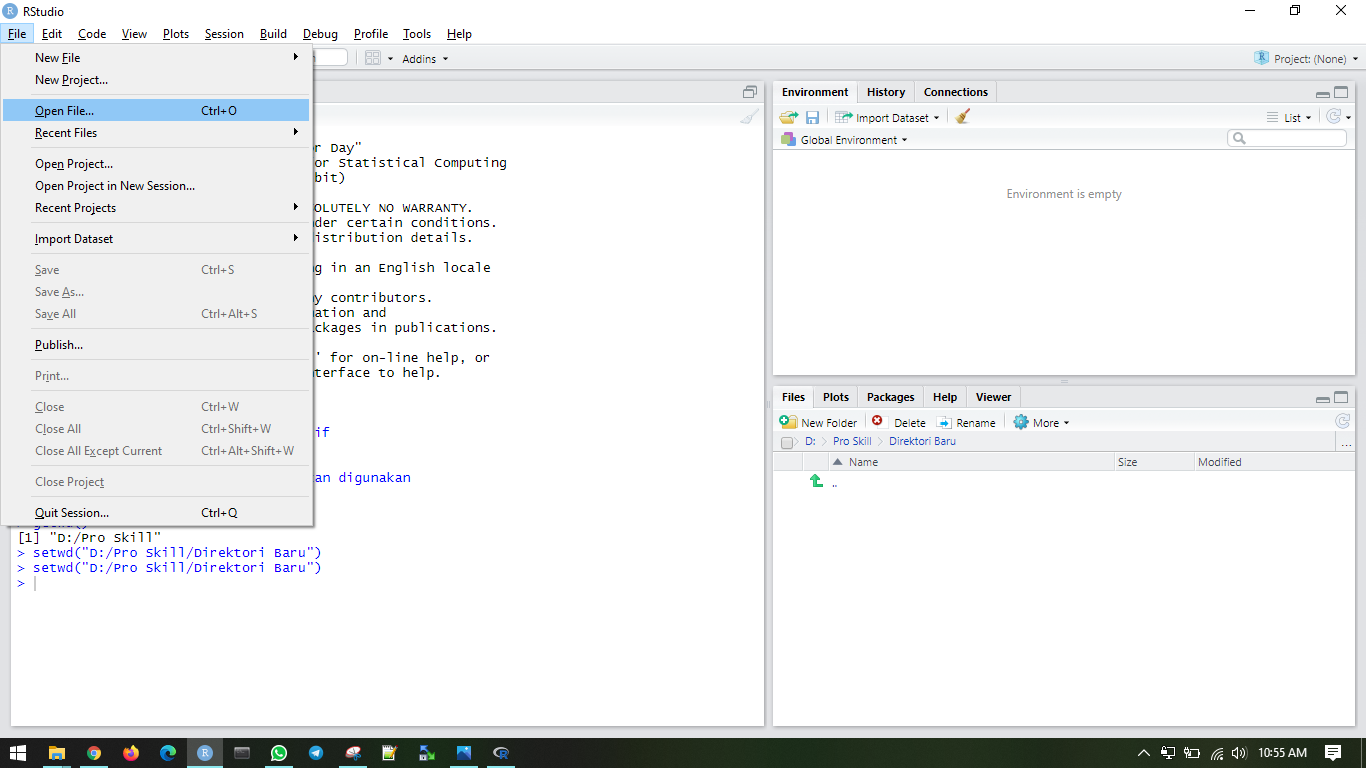 RStudio
File Edit Code View Plots Session Build Debug Profile Tools Help
New File
New Project...
Open File... Ctrl+O
Recent Files
Open Project...
Open Project in New Session...
Recent Projects
Import Dataset
Save Ctrl+S
Save As...
Save All Ctrl+Alt+S
Publish...
Print...
Close Ctrl+W
Close All Ctrl+Shift+W
Close All Except Current Ctrl+Alt+Shift+W
Close Project
Quit Session... Ctrl+Q
Addins
Project: (None)
r Day"
or Statistical Computing
bit)
SOLUTELY NO WARRANTY.
der certain conditions.
istribution details.
g in an English locale
y contributors.
ation and
ckages in publications.
' for on-line help, or
terface to help.
if
an digunakan
[1] "D:/Pro Skill"
> setwd("D:/Pro Skill/Direktori Baru")
> setwd("D:/Pro Skill/Direktori Baru")
>
Environment History Connections
Import Dataset List
Global Environment
Environment is empty
Files Plots Packages Help Viewer
New Folder Delete Rename More
D: Pro Skill Direktori Baru ...
Name Size Modified
..
10:55 AM